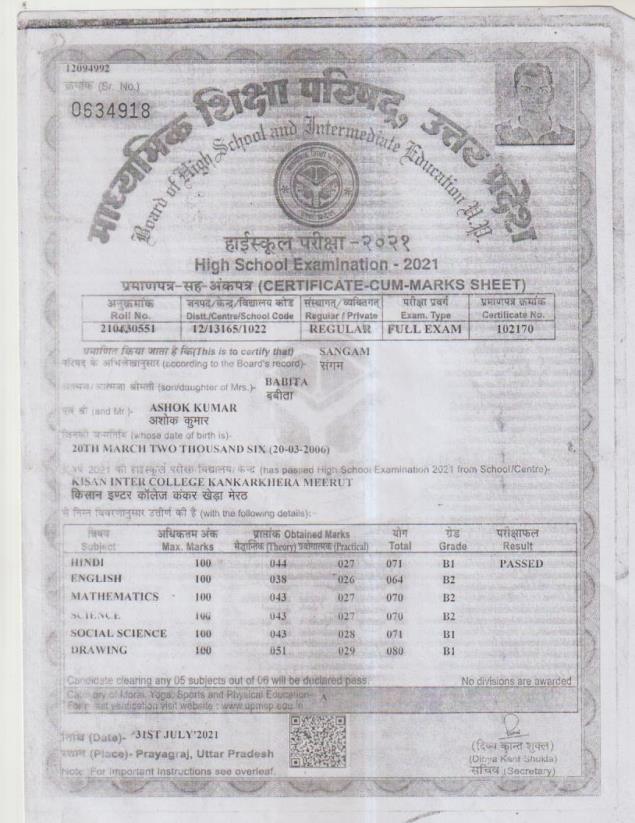 12094992
क्रमांक (Sr. No.)
0634918
माध्यमिक शिक्षा परिषद, उत्तर प्रदेश
Board of High School and Intermediate Education U.P.
हाईस्कूल परीक्षा -२०२१
High School Examination - 2021
प्रमाणपत्र-सह-अंकपत्र (CERTIFICATE-CUM-MARKS SHEET)
अनुक्रमांक जनपद/केन्द्र/विद्यालय कोड संस्थागत/ व्यक्तिगत परीक्षा प्रवर्ग प्रमाणपत्र क्रमांक
Roll No. Distt./Centre/School Code Regular / Private Exam. Type Certificate No.
12/13165/1022 REGULAR FULL EXAM 102170
प्रमाणित किया जाता है कि(This is to certify that) SANGAM
परिषद के अभिलेखानुसार (according to the Board's record)- संगम
श्रीमती (son/daughter of Mrs.)- BABITA
बबीता
एवं श्री (and Mr.)- ASHOK KUMAR
अशोक कुमार
जिनकी जन्मतिथि (whose date of birth is)-
20TH MARCH TWO THOUSAND SIX (20-03-2006) है,
वर्ष 2021 की हाईस्कूल परीक्षा विद्यालय/ केन्द्र (has passed High School Examination 2021 from School/Centre)-
KISAN INTER COLLEGE KANKARKHERA MEERUT
किसान इण्टर कॉलेज कंकर खेड़ा मेरठ
से निम्न विवरणानुसार उत्तीर्ण की है (with the following details):-
विषय अधिकतम अंक प्राप्तांक Obtained Marks योग ग्रेड परीक्षाफल
Subject Max. Marks सैद्धान्तिक (Theory) प्रयोगात्मक (Practical) Total Grade Result
HINDI 100 044 027 071 B1 PASSED
ENGLISH 100 038 026 064 B2
MATHEMATICS 100 043 027 070 B2
SCIENCE 100 043 027 070 B2
SOCIAL SCIENCE 100 043 028 071 B1
DRAWING 100 051 029 080 B1
Candidate clearing any 05 subjects out of 06 will be declared pass. No divisions are awarded
Category of Moral, Yoga, Sports and Physical Education- A
verification visit website : www.upmsp.edu.in
तिथि (Date)- 31ST JULY'2021
स्थान (Place)- Prayagraj, Uttar Pradesh
Note: For Important Instructions see overleaf.
(दिव्य कान्त शुक्ल)
(Dibya Kant Shukla)
सचिव (Secretary)